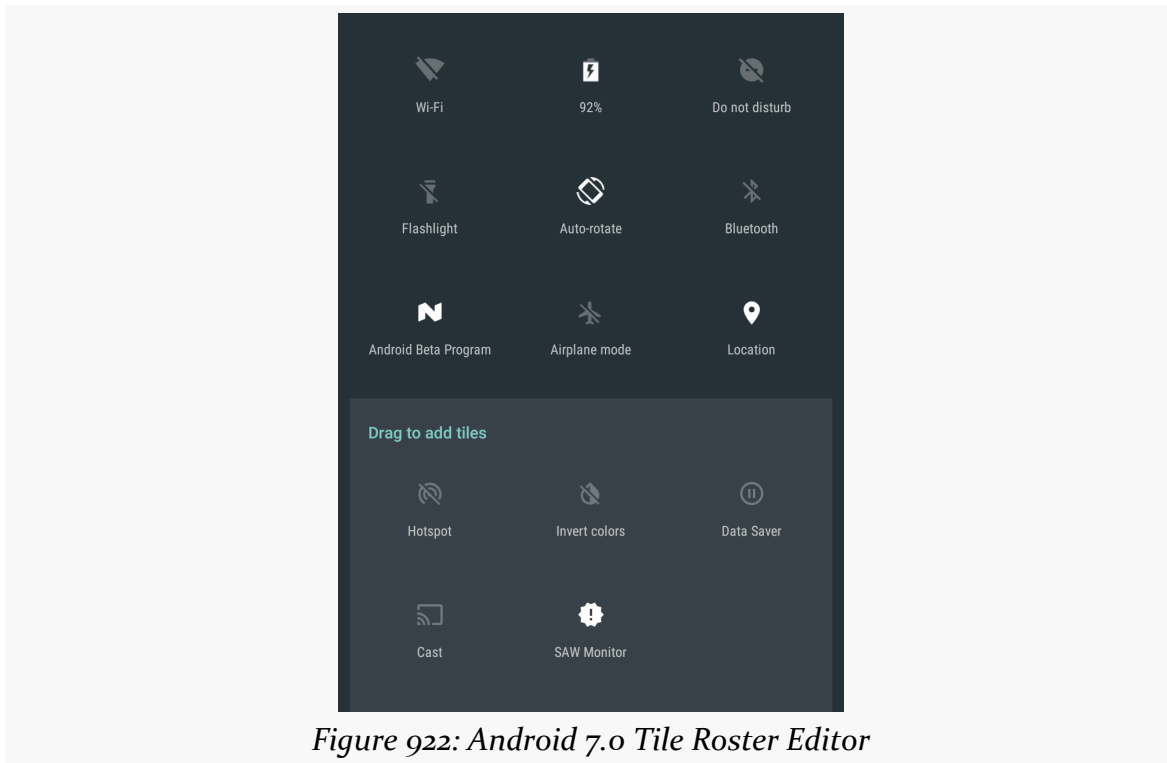 Wi-Fi 92% Do not disturb
Flashlight Auto-rotate Bluetooth
Android Beta Program Airplane mode Location
Drag to add tiles
Hotspot Invert colors Data Saver
Cast SAW Monitor
Figure 922: Android 7.0 Tile Roster Editor